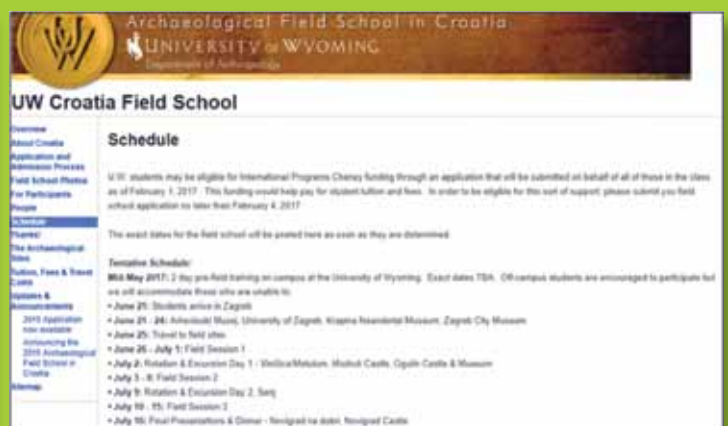 Archaeological Field School in Croatia
UNIVERSITY OF WYOMING
Department of Anthropology
UW Croatia Field School
Overview
About Croatia
Application and
Admission Process
Field School Photos
For Participants
People
Schedule
Thanks!
The Archaeological
Sites
Tuition, Fees & Travel
Costs
Updates &
Announcements
2015 Application
now available
Announcing the
2015 Archaeological
Field School in
Croatia
Sitemap
Schedule
U.W. students may be eligible for International Programs Cheney funding through an application that will be submitted on behalf of all of those in the class
as of February 1, 2017. This funding would help pay for student tuition and fees. In order to be eligible for this sort of support please submit you field
school application no later than February 4, 2017
The exact dates for the field school will be posted here as soon as they are determined.
Tentative Schedule:
Mid May 2017: 2 day pre-field training on campus at the University of Wyoming. Exact dates TBA. Off-campus students are encouraged to participate but
we will accommodate those who are unable to.
• June 21: Students arrive in Zagreb
• June 21 - 24: Museum, University of Zagreb, Krapina Neandertal Museum, Zagreb City Museum
• June 25: Travel to field sites
• June 26 - July 1: Field Session 1
• July 2: Rotation & Excursion Day 1 - Castle, Ogulin Castle & Museum
• July 3 - 8: Field Session 2
• July 9: Rotation & Excursion Day 2, Senj
• July 10 - 15: Field Session 3
• July 16: Final Presentations & Dinner - Novigrad na dobri, Novigrad Castle